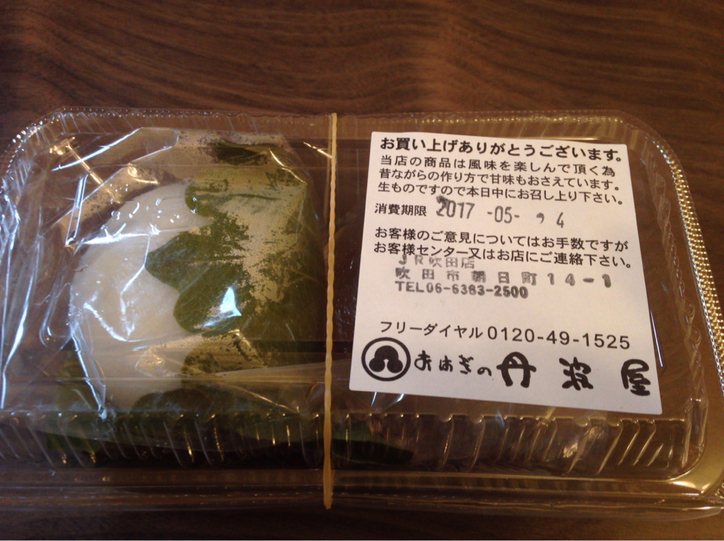 お買い上げありがとうございます。
当店の商品は風味を楽しんで頂く為
昔ながらの作り方で甘味もおさえています。
生ものですので本日中にお召し上り下さい。
消費期限 2017 -05-
お客様のご意見についてはお手数ですが
お客様センター又はお店にご連絡下さい。
JR吹田店
吹田市朝日町14-1
TEL06-6383-2500
フリーダイヤル 0120-49-1525
おはぎの丹波屋